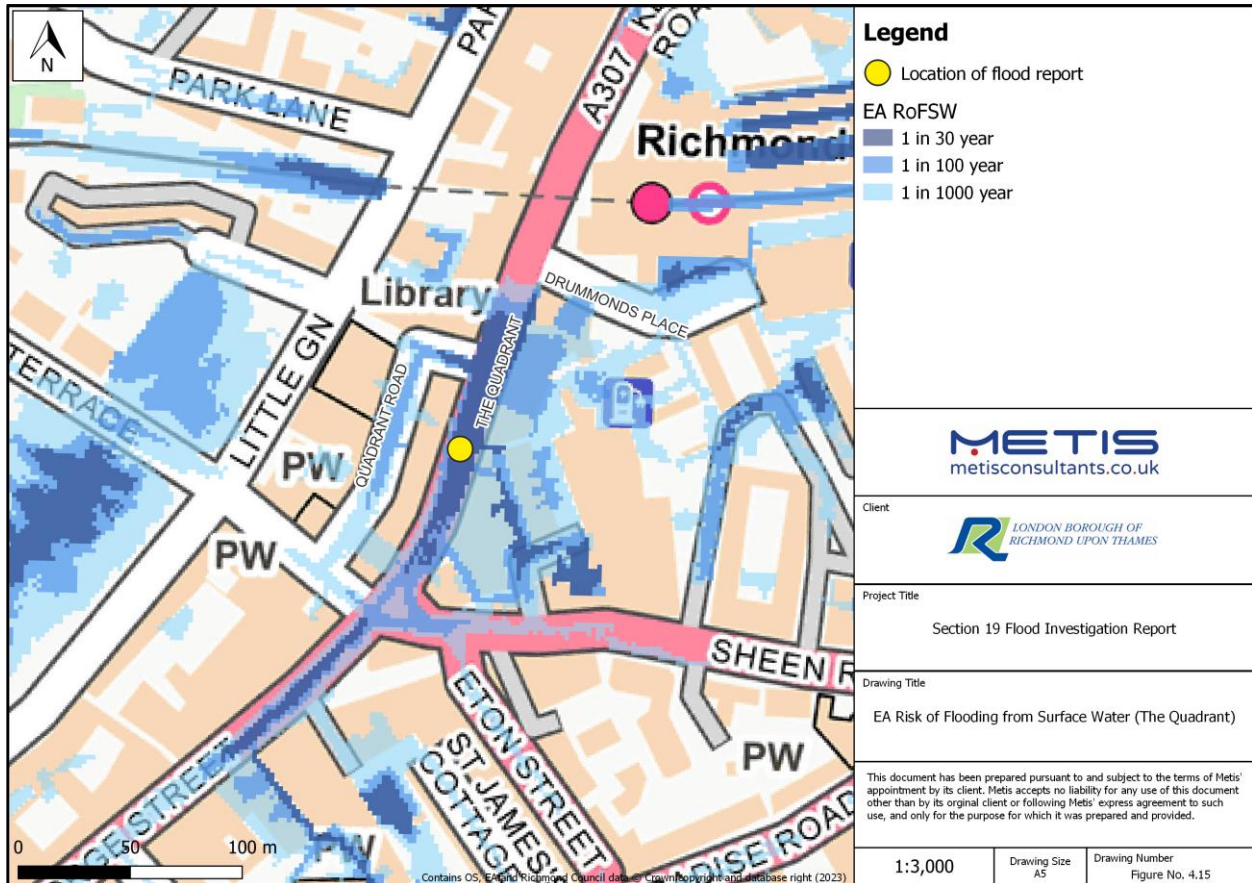 N
PARK LANE
PAR
A307
K
ROA
Richmond
Library
LITTLE GN
TERRACE
DRUMMONDS PLACE
THE QUADRANT
QUADRANT ROAD
PW
PW
SHEEN R
ETON STREET
ST JAMES'
COTTAG
PW
PW
GE STREET
RISE ROAD
0 50 100 m
Contains OS, EA and Richmond Council data © Crown copyright and database right (2023)
Legend
Location of flood report
EA RoFSW
1 in 30 year
1 in 100 year
1 in 1000 year
METIS
metisconsultants.co.uk
Client
LONDON BOROUGH OF
RICHMOND UPON THAMES
Project Title
Section 19 Flood Investigation Report
Drawing Title
EA Risk of Flooding from Surface Water (The Quadrant)
This document has been prepared pursuant to and subject to the terms of Metis'
appointment by its client. Metis accepts no liability for any use of this document
other than by its orginal client or following Metis' express agreement to such
use, and only for the purpose for which it was prepared and provided.
1:3,000
Drawing Size
A5
Drawing Number
Figure No. 4.15